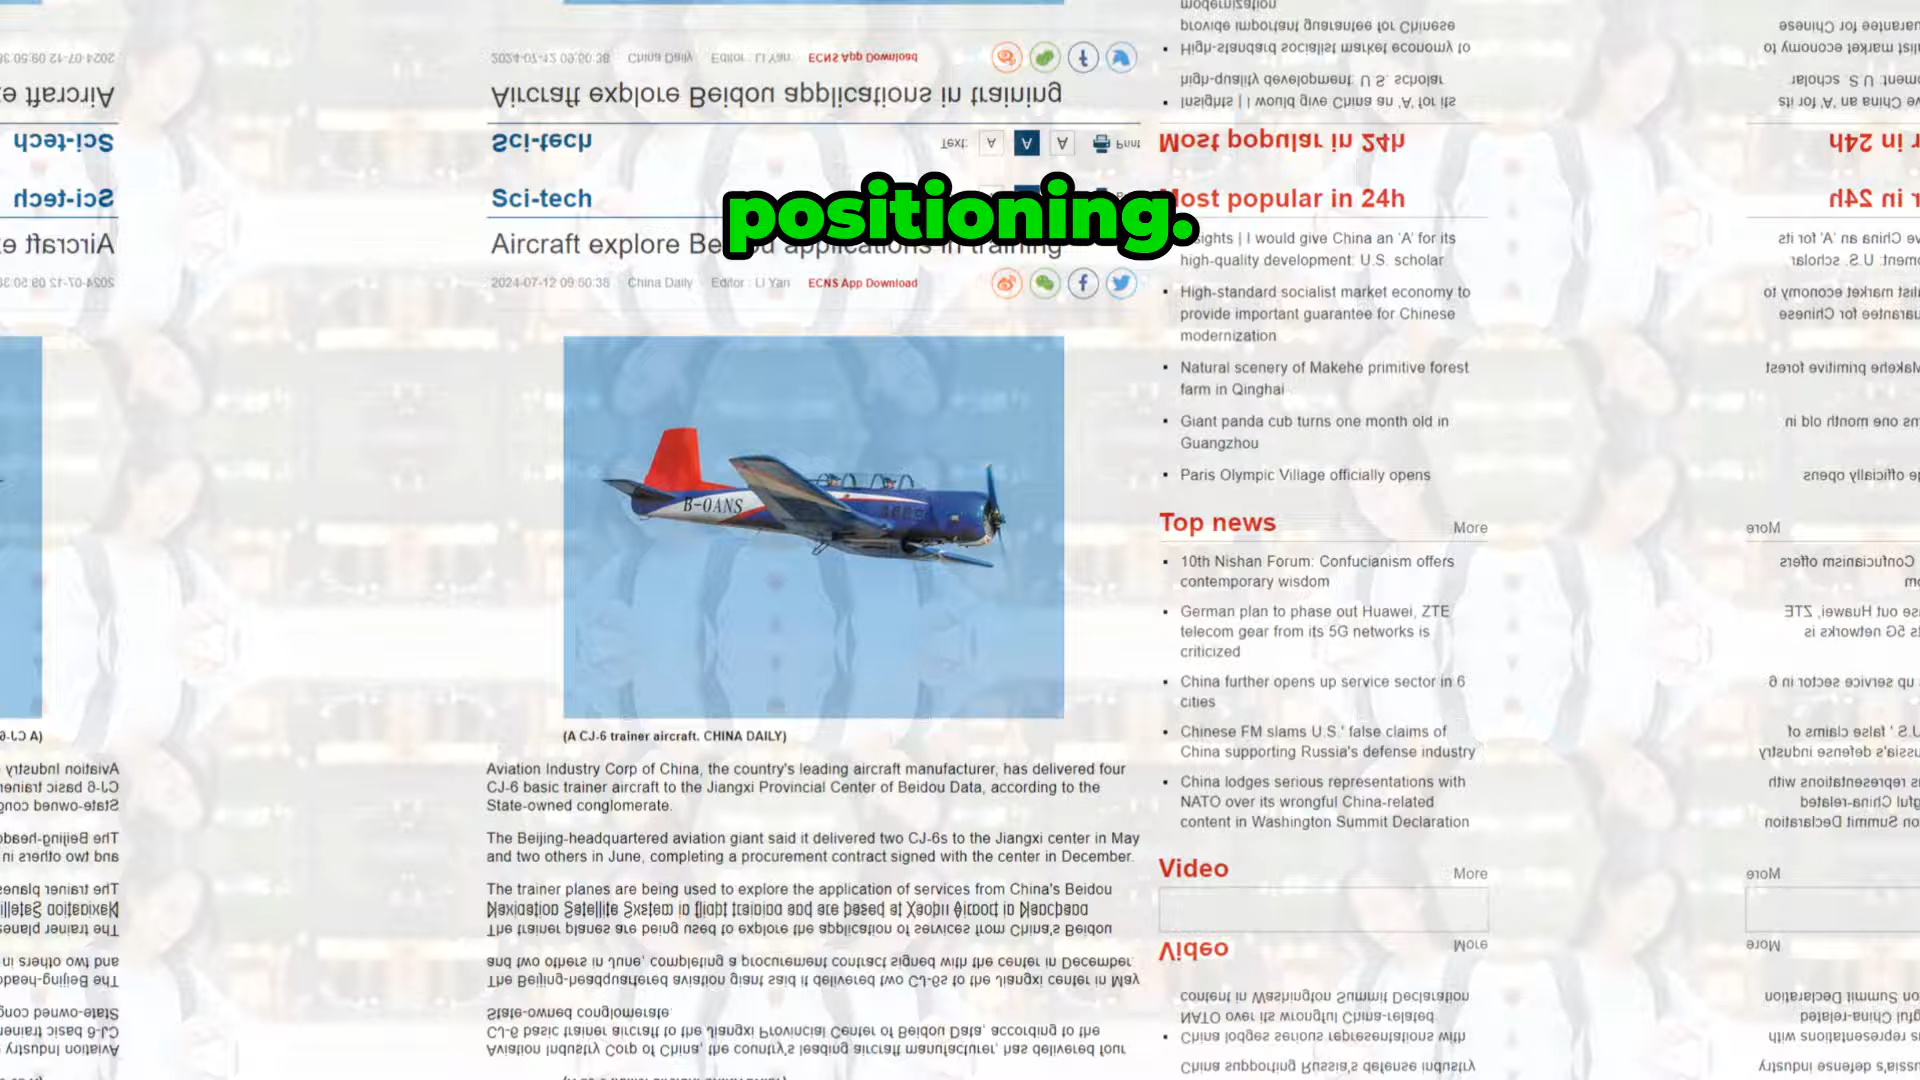 positioning.
Sci-tech
Aircraft explore Beidou applications in training
2024-07-12 09:50:38 China Daily Editor : Li Yan ECNS App Download
B-0ANS
(A CJ-6 trainer aircraft. CHINA DAILY)
Aviation Industry Corp of China, the country's leading aircraft manufacturer, has delivered four
CJ-6 basic trainer aircraft to the Jiangxi Provincial Center of Beidou Data, according to the
State-owned conglomerate.
The Beijing-headquartered aviation giant said it delivered two CJ-6s to the Jiangxi center in May
and two others in June, completing a procurement contract signed with the center in December.
The trainer planes are being used to explore the application of services from China's Beidou
Most popular in 24h
Insights | I would give China an 'A' for its
high-quality development: U.S. scholar
High-standard socialist market economy to
provide important guarantee for Chinese
modernization
Natural scenery of Makehe primitive forest
farm in Qinghai
Giant panda cub turns one month old in
Guangzhou
Paris Olympic Village officially opens
Top news More
10th Nishan Forum: Confucianism offers
contemporary wisdom
German plan to phase out Huawei, ZTE
telecom gear from its 5G networks is
criticized
China further opens up service sector in 6
cities
Chinese FM slams U.S.' false claims of
China supporting Russia's defense industry
China lodges serious representations with
NATO over its wrongful China-related
content in Washington Summit Declaration
Video More